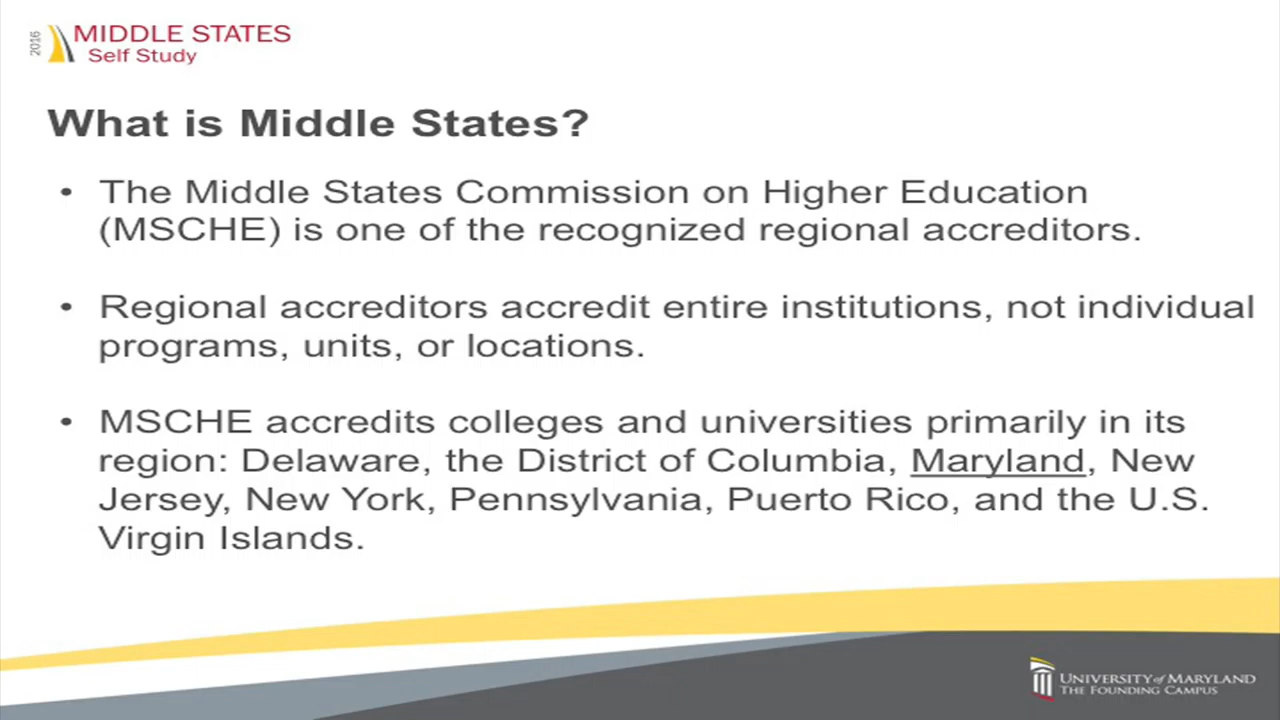 2016
MIDDLE STATES
Self Study
What is Middle States?
• The Middle States Commission on Higher Education
(MSCHE) is one of the recognized regional accreditors.
• Regional accreditors accredit entire institutions, not individual
programs, units, or locations.
• MSCHE accredits colleges and universities primarily in its
region: Delaware, the District of Columbia, Maryland, New
Jersey, New York, Pennsylvania, Puerto Rico, and the U.S.
Virgin Islands.
UNIVERSITY of MARYLAND
THE FOUNDING CAMPUS